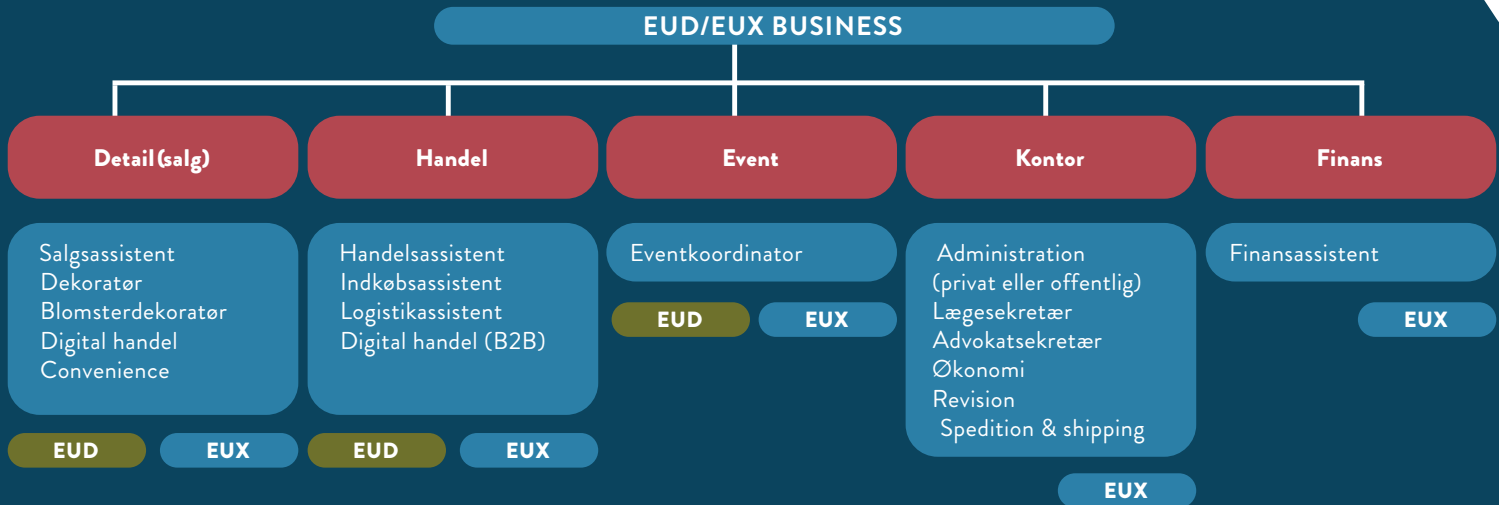 EUD/EUX BUSINESS
Detail (salg)
Salgsassistent
Dekoratør
Blomsterdekoratør
Digital handel
Convenience
EUD
EUX
Handel
Handelsassistent
Indkøbsassistent
Logistikassistent
Digital handel (B2B)
EUD
EUX
Event
Eventkoordinator
EUD
EUX
Kontor
Administration
(privat eller offentlig)
Lægesekretær
Advokatsekretær
Økonomi
Revision
Spedition & shipping
EUX
Finans
Finansassistent
EUX